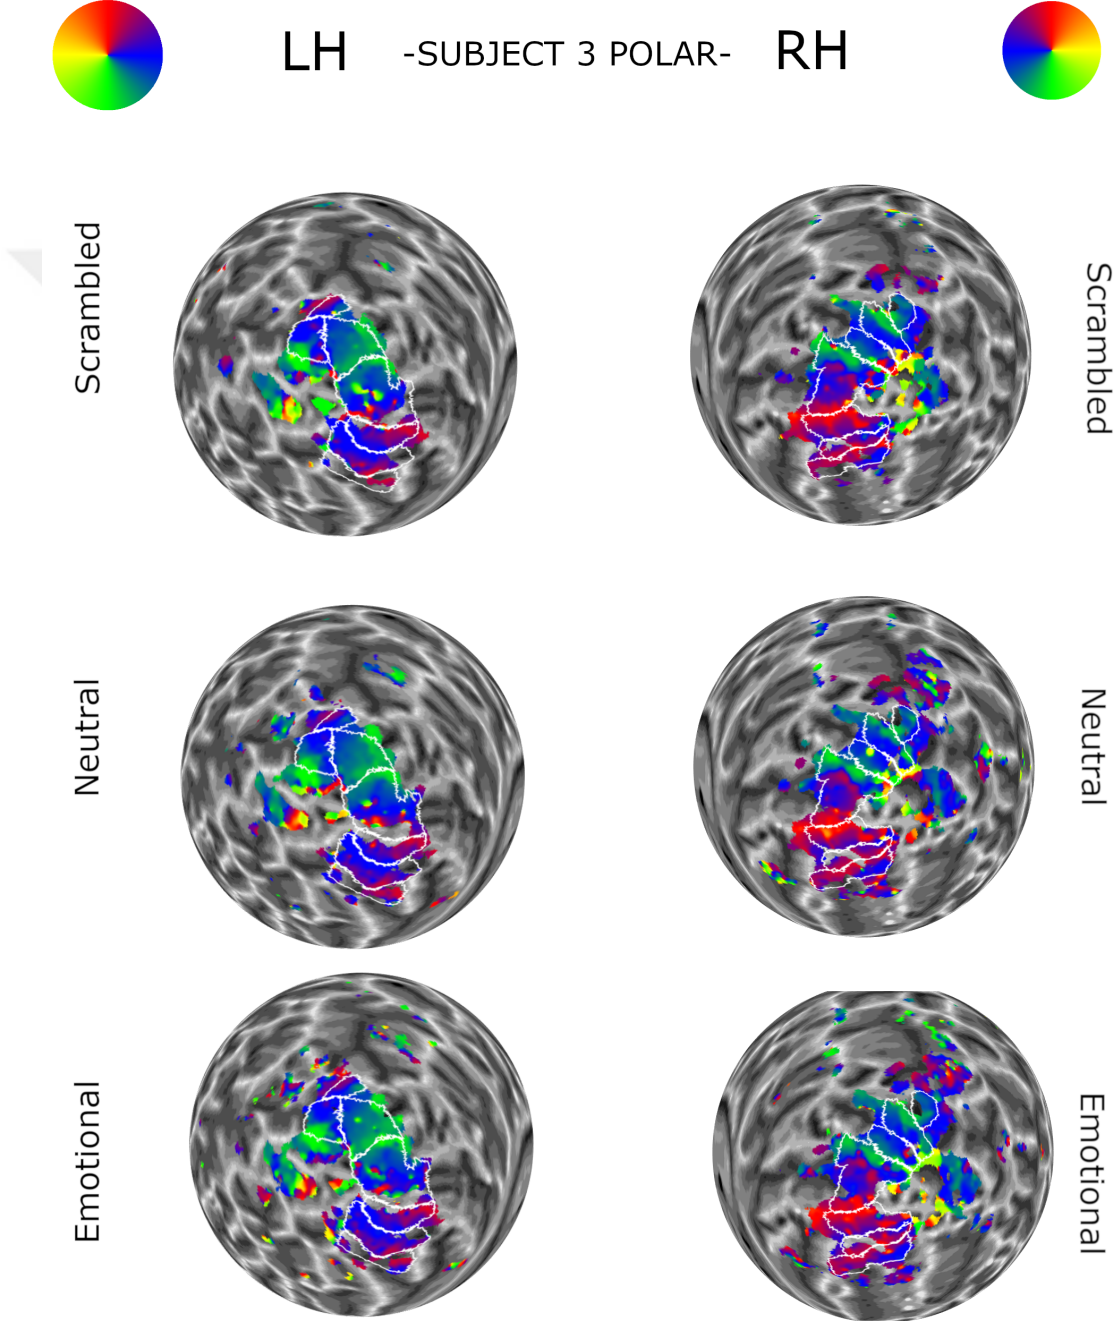 LH -SUBJECT 3 POLAR- RH
Scrambled
Scrambled
Neutral
Neutral
Emotional
Emotional